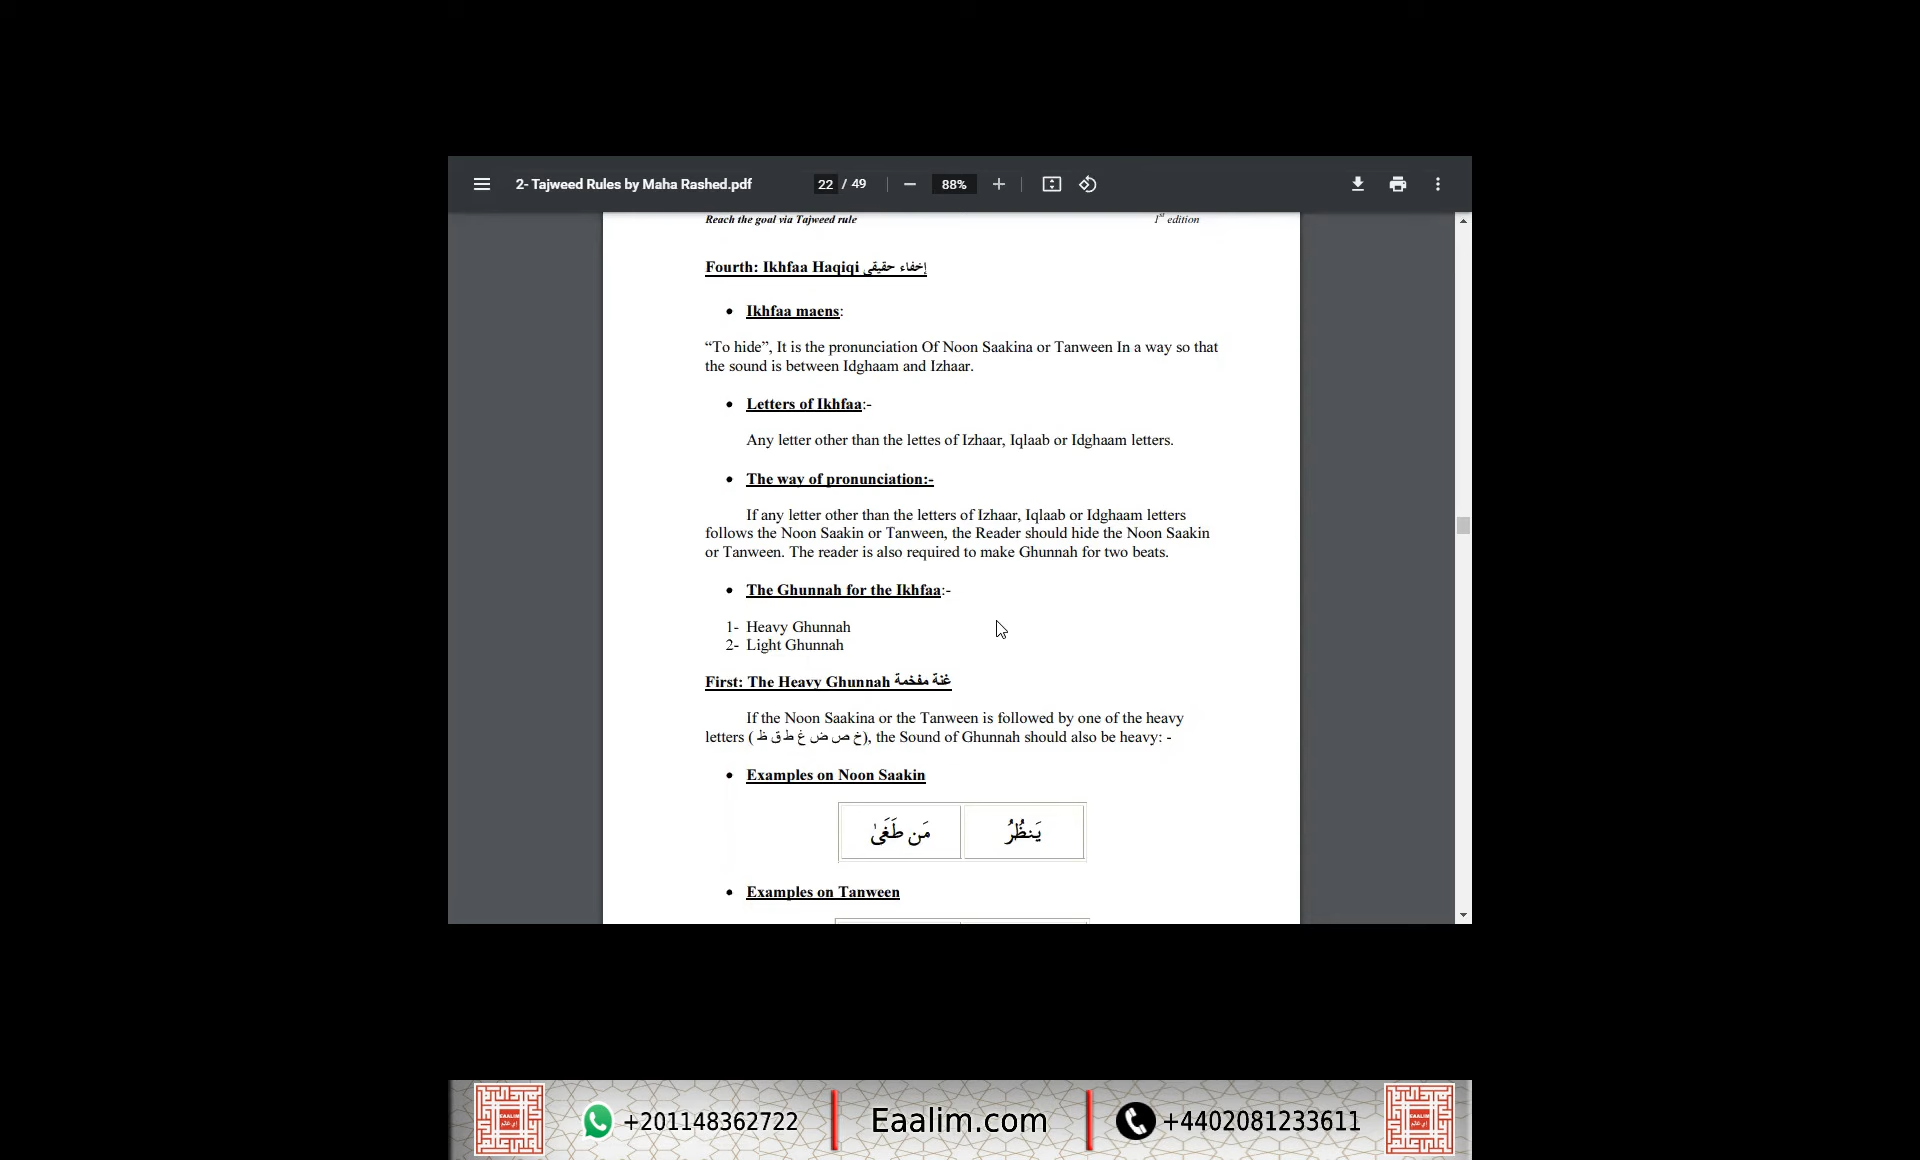 2- Tajweed Rules by Maha Rashed.pdf 22 / 49 88%
Reach the goal via Tajweed rule 1st edition
Fourth: Ikhfaa Haqiqi إخفاء حقيقي
• Ikhfaa maens:
“To hide”, It is the pronunciation Of Noon Saakina or Tanween In a way so that
the sound is between Idghaam and Izhaar.
• Letters of Ikhfaa:-
Any letter other than the lettes of Izhaar, Iqlaab or Idghaam letters.
• The way of pronunciation:-
If any letter other than the letters of Izhaar, Iqlaab or Idghaam letters
follows the Noon Saakin or Tanween, the Reader should hide the Noon Saakin
or Tanween. The reader is also required to make Ghunnah for two beats.
• The Ghunnah for the Ikhfaa:-
1- Heavy Ghunnah
2- Light Ghunnah
First: The Heavy Ghunnah غنة مفخمة
If the Noon Saakina or the Tanween is followed by one of the heavy
letters (خ ص ض غ ط ق ظ), the Sound of Ghunnah should also be heavy: -
• Examples on Noon Saakin
يَنظُرُ مَن طَغَىٰ
• Examples on Tanween
+201148362722 Eaalim.com +4402081233611
EAALIM EAALIM